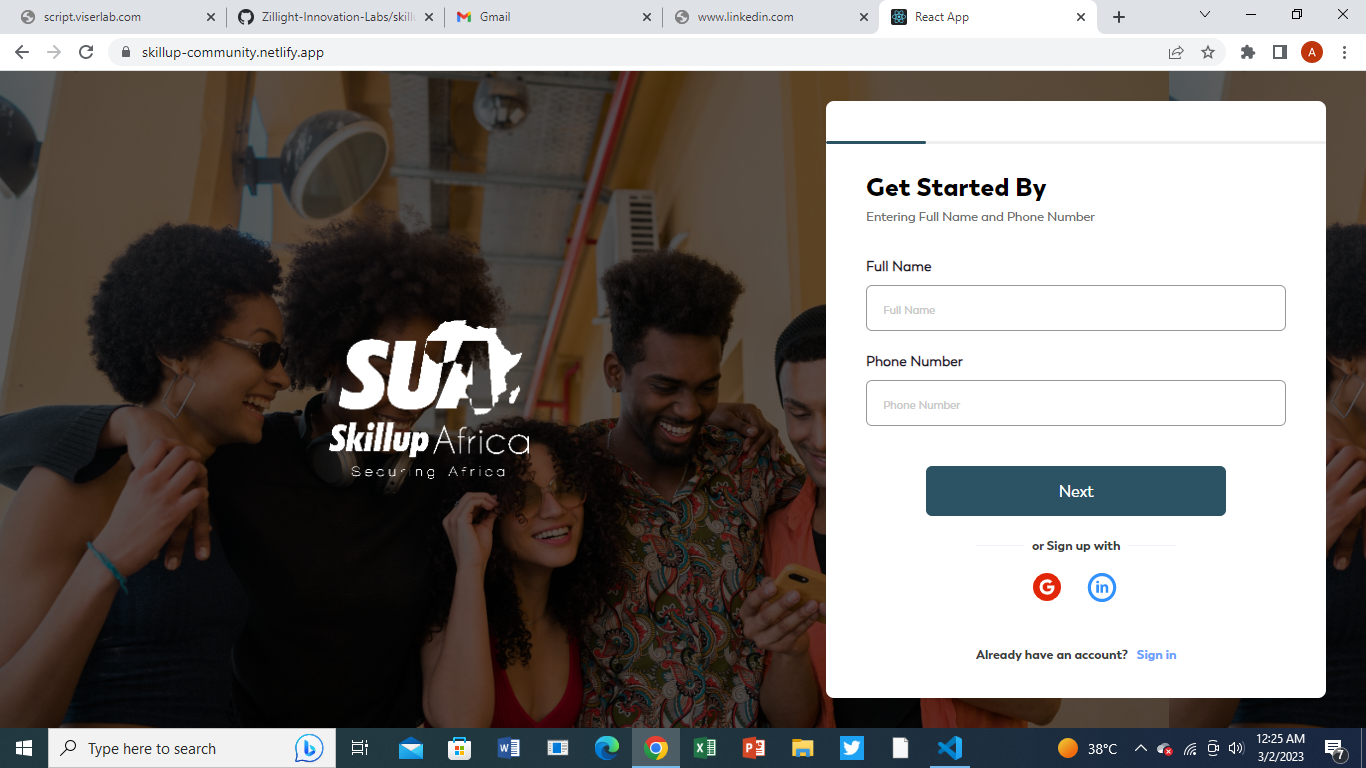 script.viserlab.com
Zillight-Innovation-Labs/skill
Gmail
www.linkedin.com
React App
skillup-community.netlify.app
A
SUA
Skillup Africa
Securing Africa
Get Started By
Entering Full Name and Phone Number
Full Name
Full Name
Phone Number
Phone Number
Next
or Sign up with
G
in
Already have an account? Sign in
Type here to search
38°C
12:25 AM
3/2/2023
7